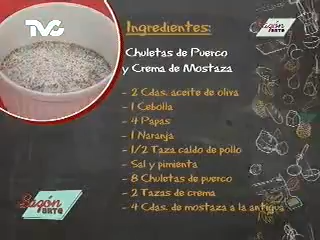 TVC
Ingredientes:
Sazón
ARTE
Chuletas de Puerco
y Crema de Mostaza
- 2 Cdas. aceite de oliva
- 1 Cebolla
- 4 Papas
- 1 Naranja
- 1/2 Taza caldo de pollo
- Sal y pimienta
- 8 Chuletas de puerco
- 2 Tazas de crema
- 4 Cdas. de mostaza a la antigua
Sazón
ARTE